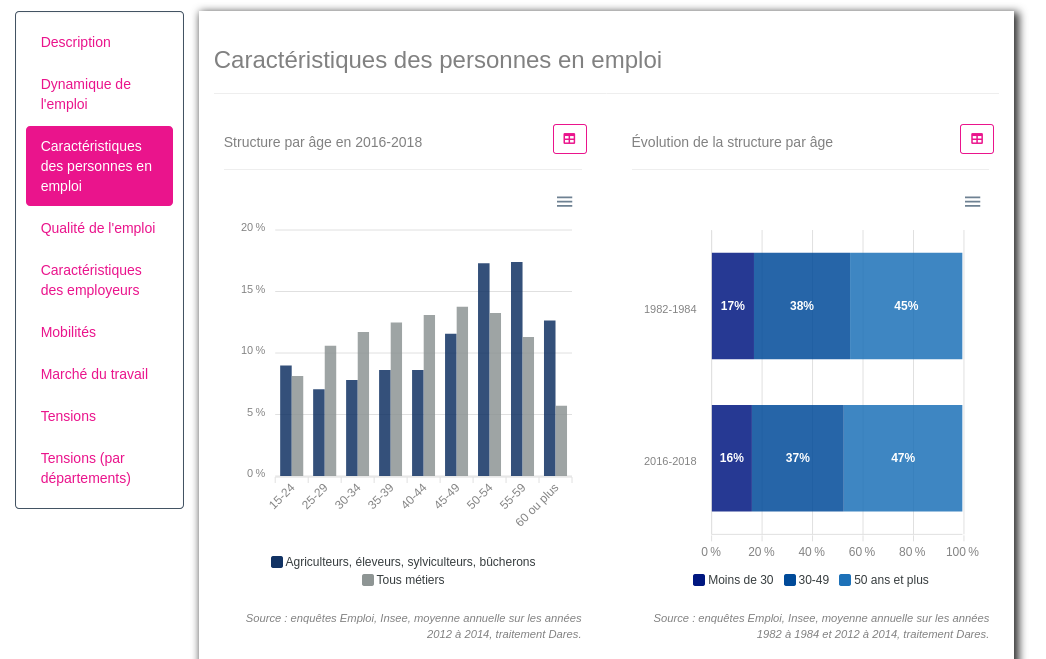 Description
Dynamique de
l'emploi
Caractéristiques
des personnes en
emploi
Qualité de l'emploi
Caractéristiques
des employeurs
Mobilités
Marché du travail
Tensions
Tensions (par
départements)
Caractéristiques des personnes en emploi
Structure par âge en 2016-2018
20 %
15 %
10 %
5 %
0 %
15-24
25-29
30-34
35-39
40-44
45-49
50-54
55-59
60 ou plus
Agriculteurs, éleveurs, sylviculteurs, bûcherons
Tous métiers
Source : enquêtes Emploi, Insee, moyenne annuelle sur les années
2012 à 2014, traitement Dares.
Évolution de la structure par âge
1982-1984
17%
38%
45%
2016-2018
16%
37%
47%
0 %
20 %
40 %
60 %
80 %
100 %
Moins de 30
30-49
50 ans et plus
Source : enquêtes Emploi, Insee, moyenne annuelle sur les années
1982 à 1984 et 2012 à 2014, traitement Dares.